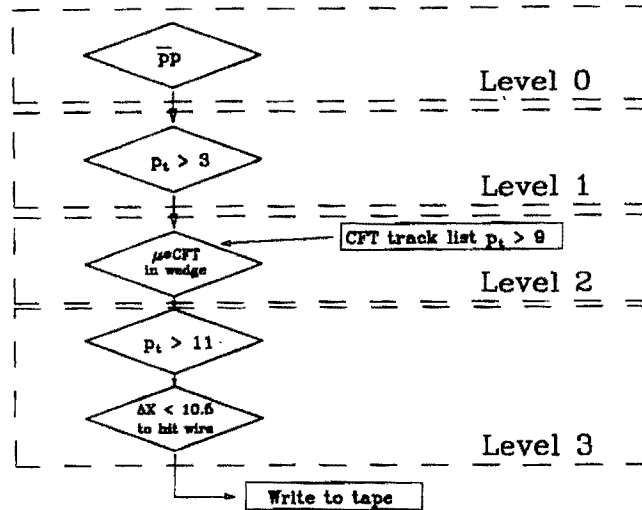 p̅p
Level 0
pₜ > 3
Level 1
CFT track list pₜ > 9
μ⊕CFT
in wedge
Level 2
pₜ > 11
ΔX < 10.5
to hit wire
Level 3
Write to tape